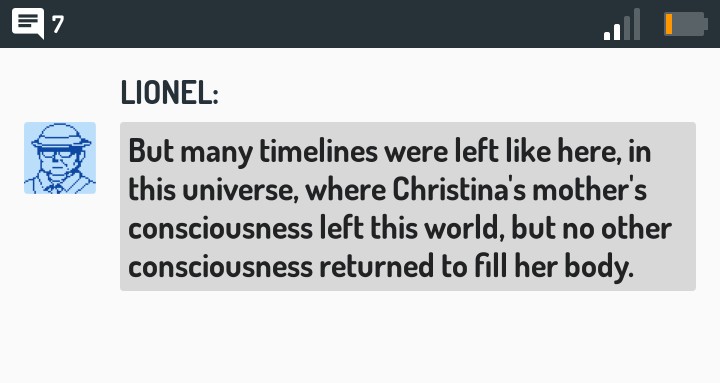 7
LIONEL:
But many timelines were left like here, in
this universe, where Christina's mother's
consciousness left this world, but no other
consciousness returned to fill her body.